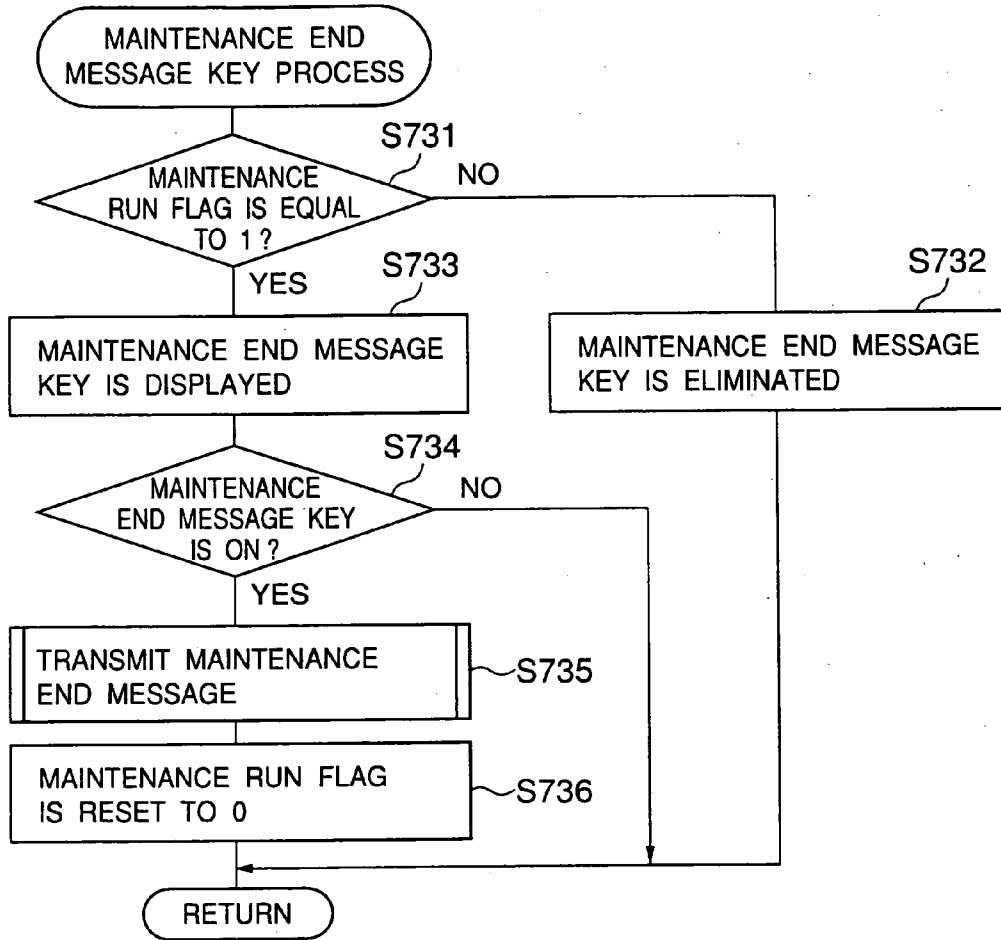 MAINTENANCE END
MESSAGE KEY PROCESS
S731
MAINTENANCE
RUN FLAG IS EQUAL
TO 1?
NO
YES
S733
MAINTENANCE END MESSAGE
KEY IS DISPLAYED
S732
MAINTENANCE END MESSAGE
KEY IS ELIMINATED
S734
MAINTENANCE
END MESSAGE KEY
IS ON?
NO
YES
TRANSMIT MAINTENANCE
END MESSAGE
S735
MAINTENANCE RUN FLAG
IS RESET TO 0
S736
RETURN